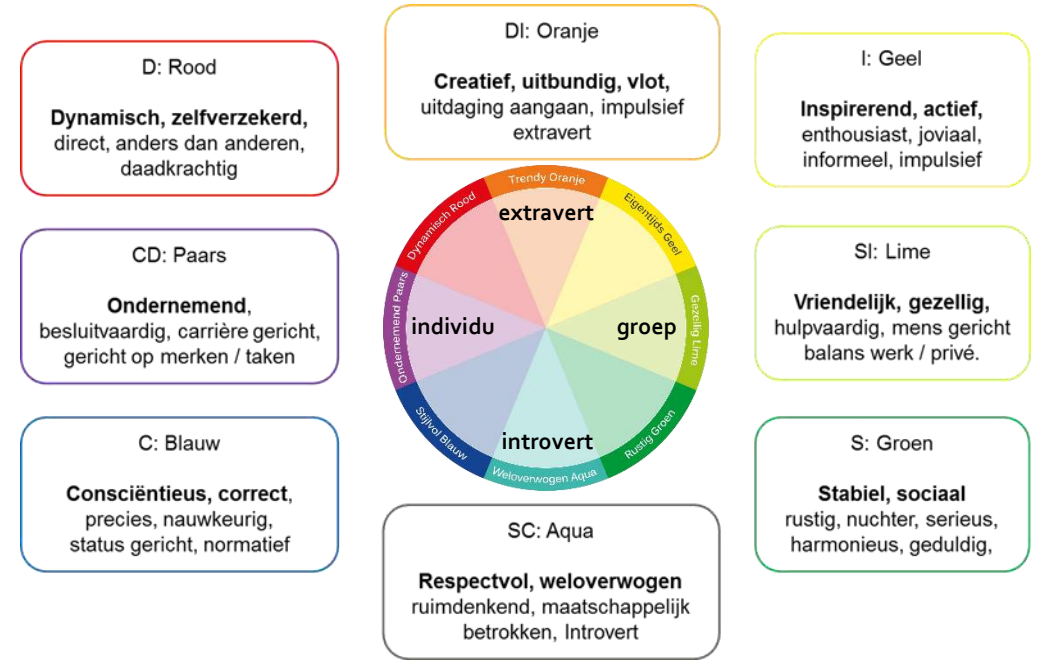 DI: Oranje
Creatief, uitbundig, vlot,
uitdaging aangaan, impulsief
extravert
D: Rood
Dynamisch, zelfverzekerd,
direct, anders dan anderen,
daadkrachtig
I: Geel
Inspirerend, actief,
enthousiast, joviaal,
informeel, impulsief
CD: Paars
Ondernemend,
besluitvaardig, carrière gericht,
gericht op merken / taken
Trendy Oranje
Dynamisch Rood
Eigentijds Geel
extravert
Ondernemend Paars
individu
groep
Gezellig Lime
introvert
Stijlvol Blauw
Rustig Groen
Weloverwogen Aqua
SI: Lime
Vriendelijk, gezellig,
hulpvaardig, mens gericht
balans werk / privé.
C: Blauw
Consciëntieus, correct,
precies, nauwkeurig,
status gericht, normatief
S: Groen
Stabiel, sociaal
rustig, nuchter, serieus,
harmonieus, geduldig,
SC: Aqua
Respectvol, weloverwogen
ruimdenkend, maatschappelijk
betrokken, Introvert